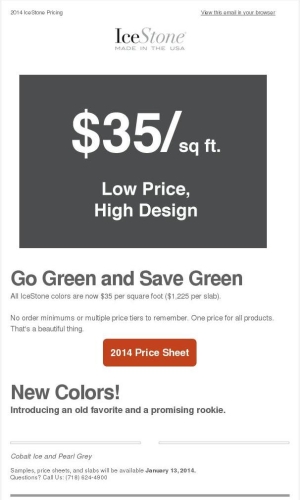 2014 IceStone Pricing
View this email in your browser
IceStone
MADE IN THE USA
$35/sq ft.
Low Price,
High Design
Go Green and Save Green
All IceStone colors are now $35 per square foot ($1,225 per slab).
No order minimums or multiple price tiers to remember. One price for all products.
That's a beautiful thing.
2014 Price Sheet
New Colors!
Introducing an old favorite and a promising rookie.
Cobalt Ice and Pearl Grey
Samples, price sheets, and slabs will be available January 13, 2014.
Questions? Call Us: (718) 624-4900